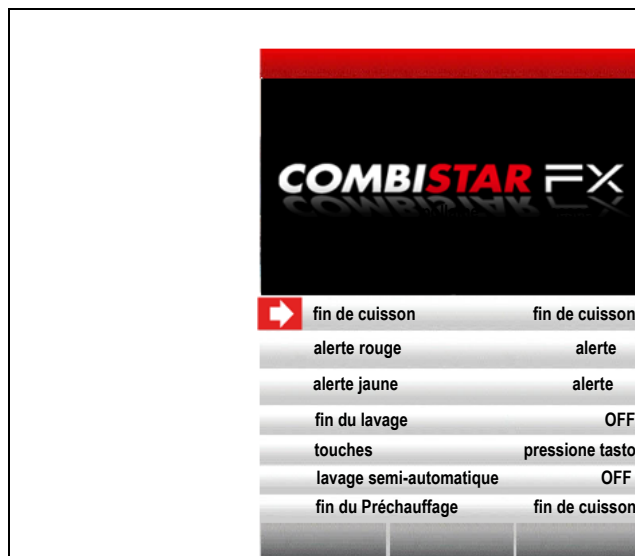 COMBISTAR FX
fin de cuisson fin de cuisson
alerte rouge alerte
alerte jaune alerte
fin du lavage OFF
touches pressione tasto
lavage semi-automatique OFF
fin du Préchauffage fin de cuisson